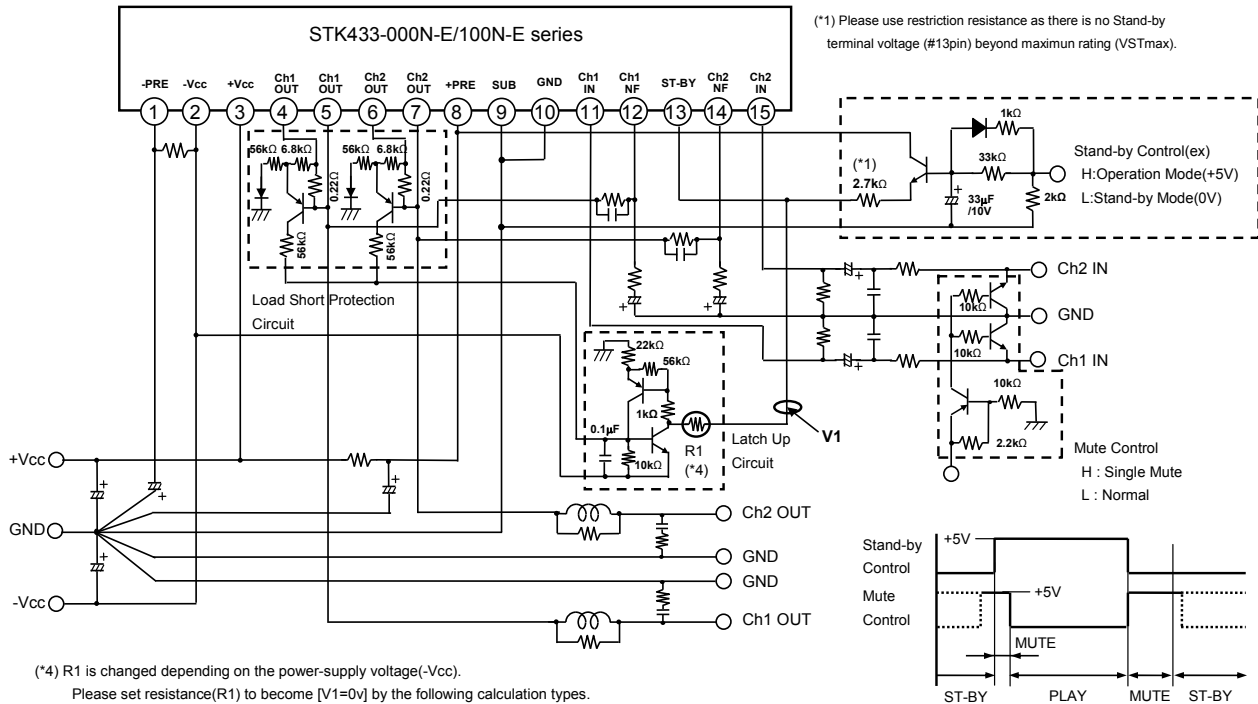 STK433-000N-E/100N-E series
(*1) Please use restriction resistance as there is no Stand-by
terminal voltage (#13pin) beyond maximun rating (VSTmax).
-PRE
-Vcc
+Vcc
Ch1 OUT
Ch1 OUT
Ch2 OUT
Ch2 OUT
+PRE
SUB
GND
Ch1 IN
Ch1 NF
ST-BY
Ch2 NF
Ch2 IN
1 2 3 4 5 6 7 8 9 10 11 12 13 14 15
56kΩ 6.8kΩ
56kΩ 6.8kΩ
0.22Ω
0.22Ω
56kΩ
56kΩ
Load Short Protection
Circuit
(*1)
2.7kΩ
1kΩ
33kΩ
33µF
/10V
2kΩ
Stand-by Control(ex)
H:Operation Mode(+5V)
L:Stand-by Mode(0V)
+
+
+
+
Ch2 IN
GND
Ch1 IN
10kΩ
10kΩ
10kΩ
2.2kΩ
Mute Control
H : Single Mute
L : Normal
22kΩ
56kΩ
1kΩ
0.1µF
10kΩ
R1
(*4)
Latch Up
Circuit
V1
+Vcc
GND
-Vcc
+
+
+
+
Ch2 OUT
GND
GND
Ch1 OUT
Stand-by
Control
+5V
Mute
Control
+5V
MUTE
ST-BY
PLAY
MUTE
ST-BY
(*4) R1 is changed depending on the power-supply voltage(-Vcc).
Please set resistance(R1) to become [V1=0v] by the following calculation types.